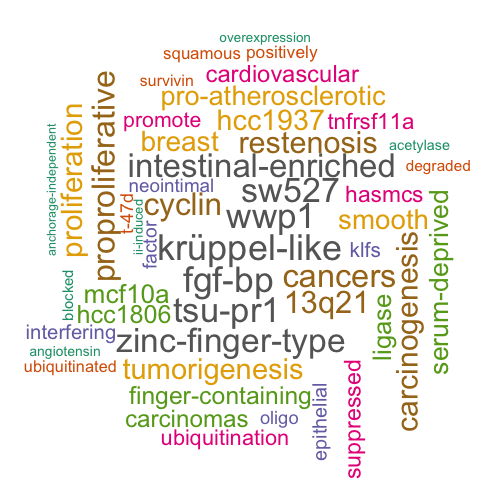 overexpression
squamous positively
survivin cardiovascular
pro-atherosclerotic
promote hcc1937 tnfrsf11a
breast restenosis acetylase
intestinal-enriched degraded
neointimal sw527 hasmcs
cyclin wwp1 smooth
anchorage-independent
proliferation
proproliferative
t-47d
ii-induced
factor
krüppel-like klfs
fgf-bp cancers
blocked
mcf10a tsu-pr1 13q21
hcc1806
interfering zinc-finger-type
ligase
carcinogenesis
serum-deprived
angiotensin
ubiquitinated tumorigenesis
finger-containing
carcinomas oligo
ubiquitination
epithelial
suppressed